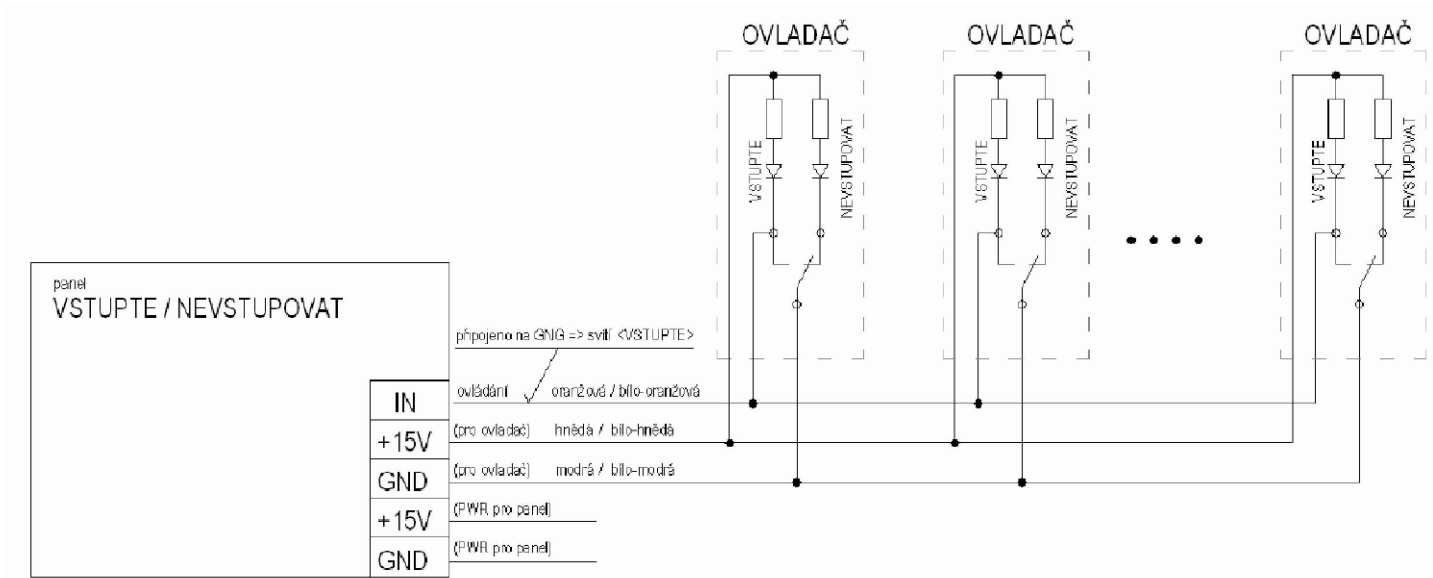 OVLADAČ OVLADAČ OVLADAČ
VSTUPTE NEVSTUPOVAT VSTUPTE NEVSTUPOVAT VSTUPTE NEVSTUPOVAT
panel
VSTUPTE / NEVSTUPOVAT
připojeno na GNG => svítí <VSTUPTE>
IN ovládání oranžová / bílo-oranžová
+15V (pro ovladač) hnědá / bílo-hnědá
GND (pro ovladač) modrá / bílo-modrá
+15V (PWR pro panel)
GND (PWR pro panel)